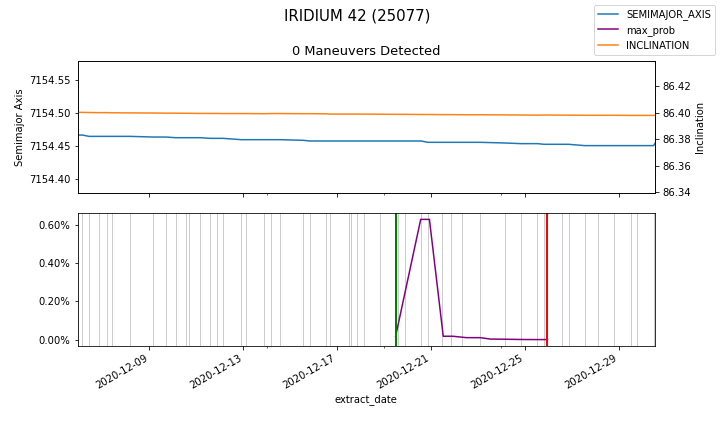 IRIDIUM 42 (25077)
SEMIMAJOR_AXIS
max_prob
INCLINATION
0 Maneuvers Detected
Semimajor Axis
7154.55
7154.50
7154.45
7154.40
86.42
86.40
86.38
86.36
86.34
Inclination
0.60%
0.40%
0.20%
0.00%
2020-12-09
2020-12-13
2020-12-17
2020-12-21
2020-12-25
2020-12-29
extract_date